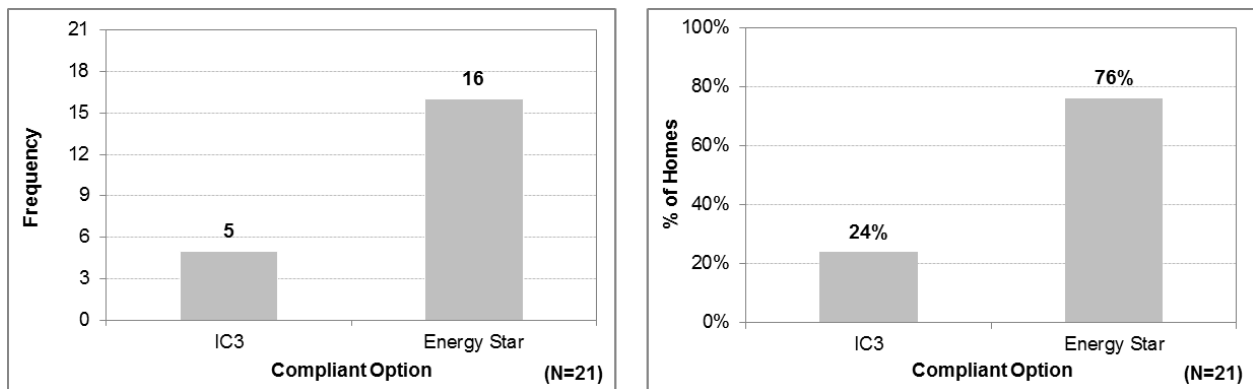 21
18
15
12
9
6
3
0
Frequency
5
16
IC3
Energy Star
Compliant Option
(N=21)
100%
80%
60%
40%
20%
0%
% of Homes
24%
76%
IC3
Energy Star
Compliant Option
(N=21)